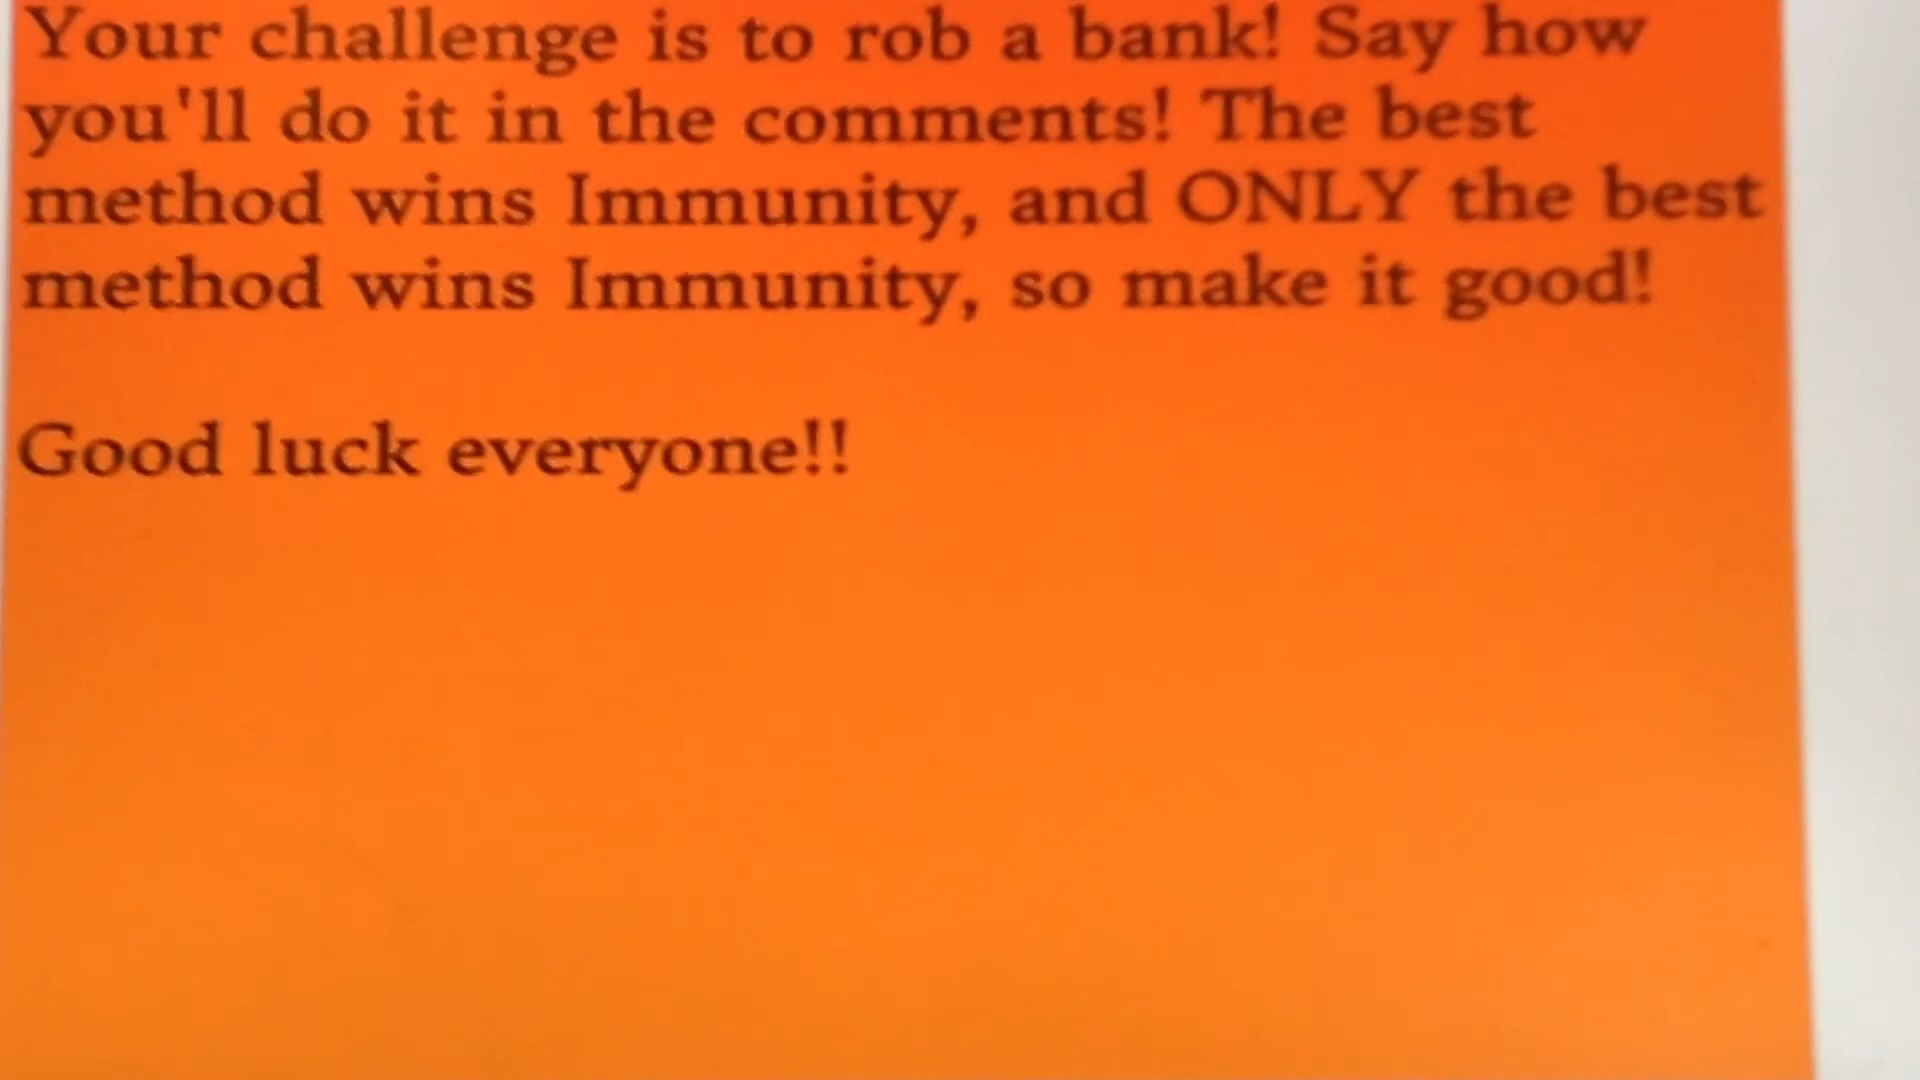 Your challenge is to rob a bank! Say how
you'll do it in the comments! The best
method wins Immunity, and ONLY the best
method wins Immunity, so make it good!
Good luck everyone!!